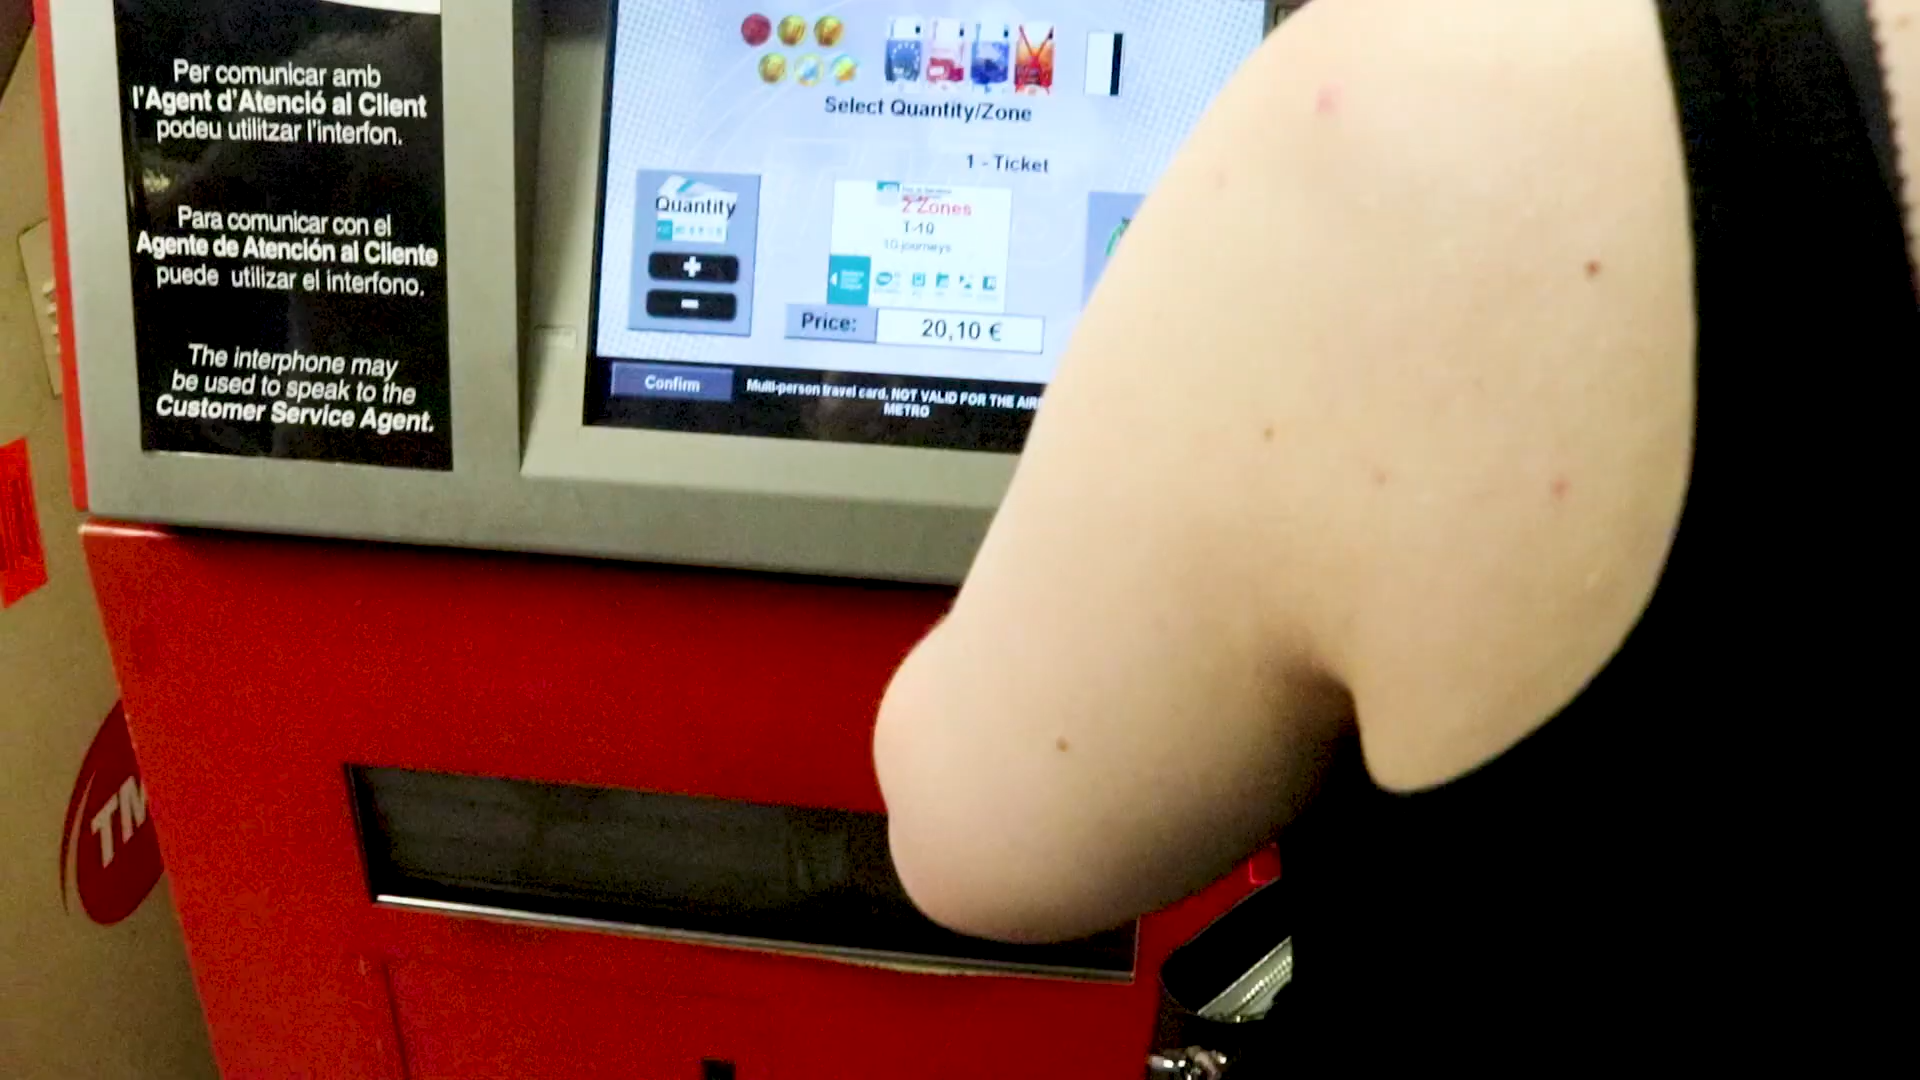 Per comunicar amb
l'Agent d'Atenció al Client
podeu utilitzar l'interfon.
Para comunicar con el
Agente de Atención al Cliente
puede utilizar el interfono.
The interphone may
be used to speak to the
Customer Service Agent.
Select Quantity/Zone
1 - Ticket
Quantity
+
-
2 Zones
T-10
10 journeys
Price: 20,10 €
Confirm
Multi-person travel card. NOT VALID FOR THE
METRO
TM